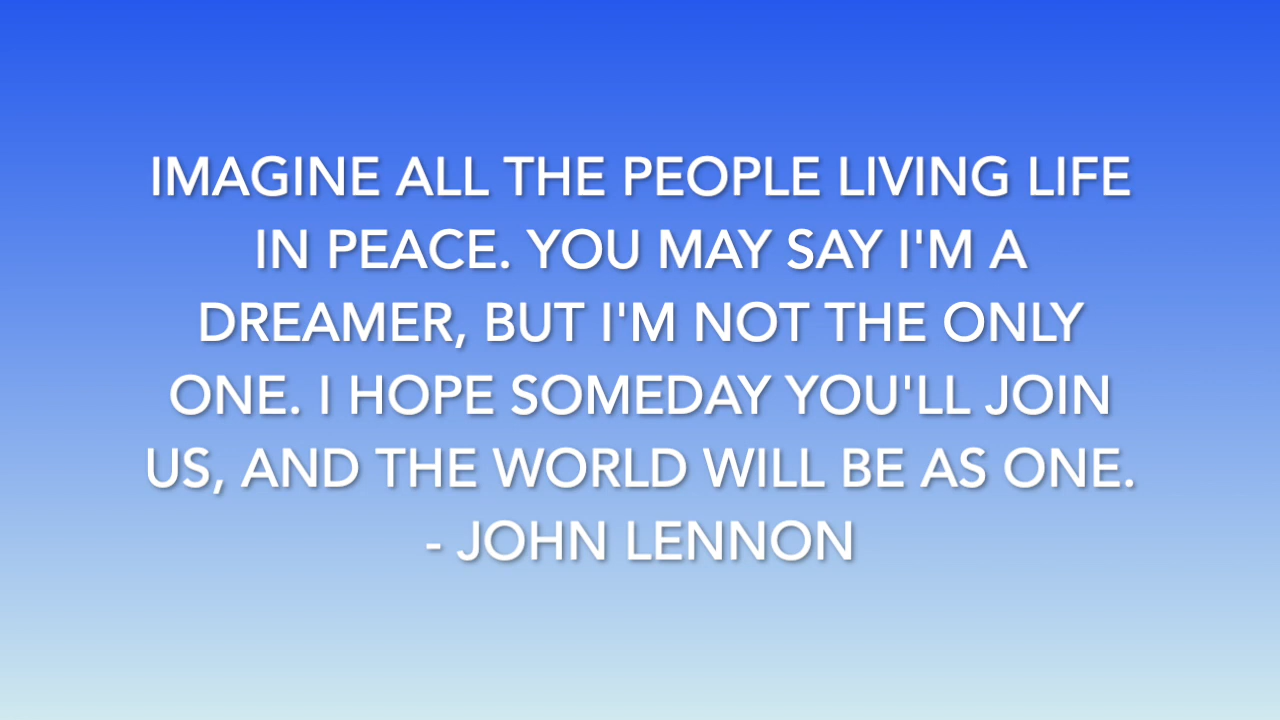 IMAGINE ALL THE PEOPLE LIVING LIFE
IN PEACE. YOU MAY SAY I'M A
DREAMER, BUT I'M NOT THE ONLY
ONE. I HOPE SOMEDAY YOU'LL JOIN
US, AND THE WORLD WILL BE AS ONE.
- JOHN LENNON